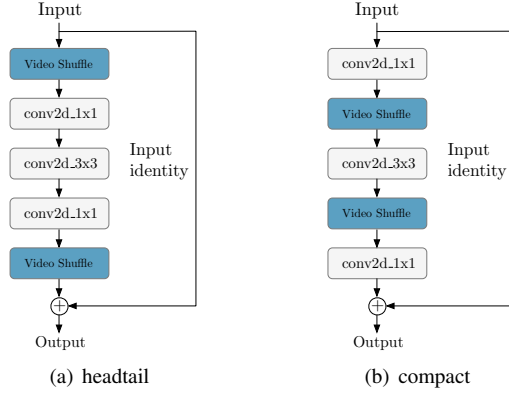 Input
Video Shuffle
conv2d_1x1
conv2d_3x3
conv2d_1x1
Video Shuffle
Input
identity
+
Output
(a) headtail
Input
conv2d_1x1
Video Shuffle
conv2d_3x3
Video Shuffle
conv2d_1x1
Input
identity
+
Output
(b) compact